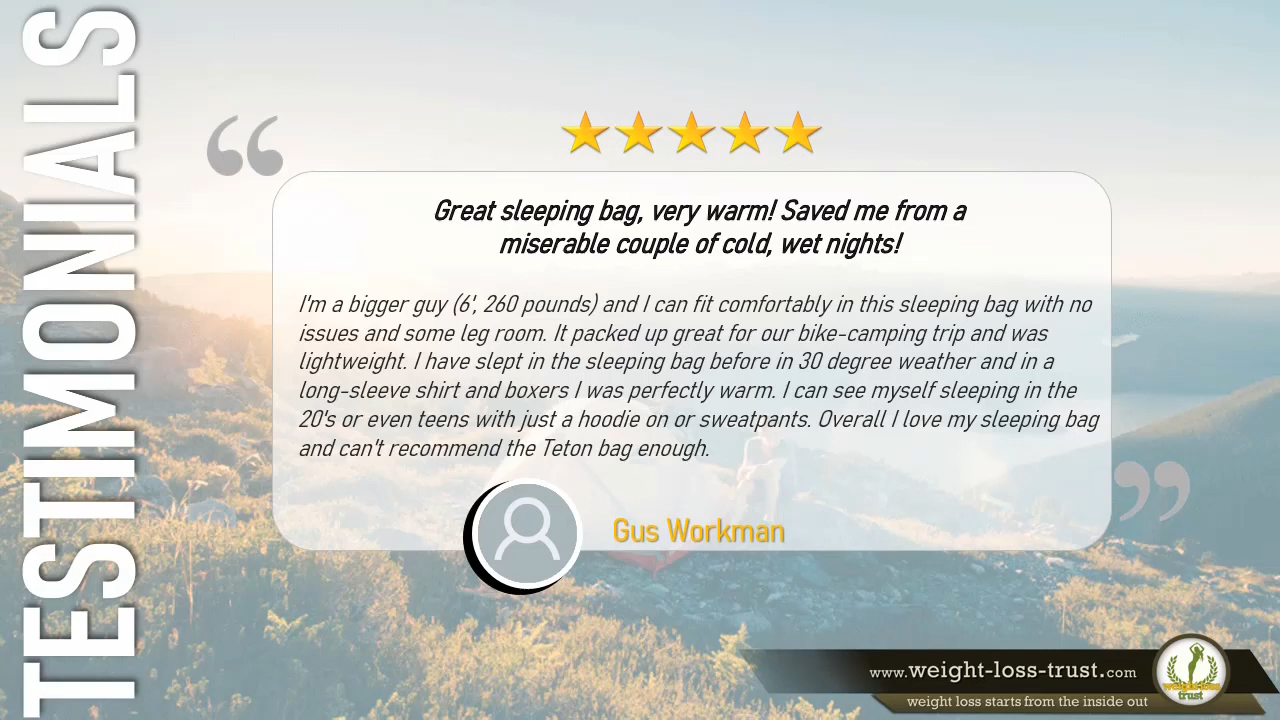 TESTIMONIALS
“
Great sleeping bag, very warm! Saved me from a
miserable couple of cold, wet nights!
I'm a bigger guy (6', 260 pounds) and I can fit comfortably in this sleeping bag with no
issues and some leg room. It packed up great for our bike-camping trip and was
lightweight. I have slept in the sleeping bag before in 30 degree weather and in a
long-sleeve shirt and boxers I was perfectly warm. I can see myself sleeping in the
20's or even teens with just a hoodie on or sweatpants. Overall I love my sleeping bag
and can't recommend the Teton bag enough.
”
Gus Workman
www.weight-loss-trust.com
weight loss starts from the inside out
weight loss
trust